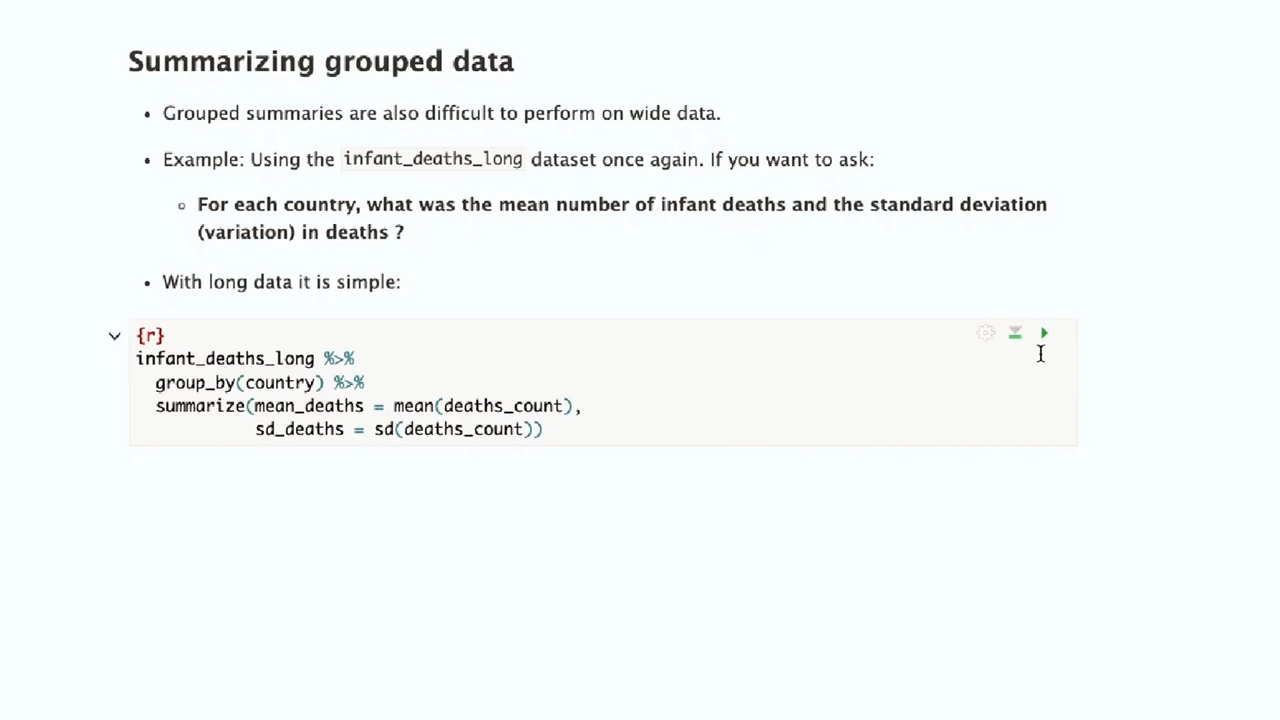 Summarizing grouped data
• Grouped summaries are also difficult to perform on wide data.
• Example: Using the infant_deaths_long dataset once again. If you want to ask:
◦ For each country, what was the mean number of infant deaths and the standard deviation
(variation) in deaths ?
• With long data it is simple:
{r}
infant_deaths_long %>%
  group_by(country) %>%
  summarize(mean_deaths = mean(deaths_count),
            sd_deaths = sd(deaths_count))